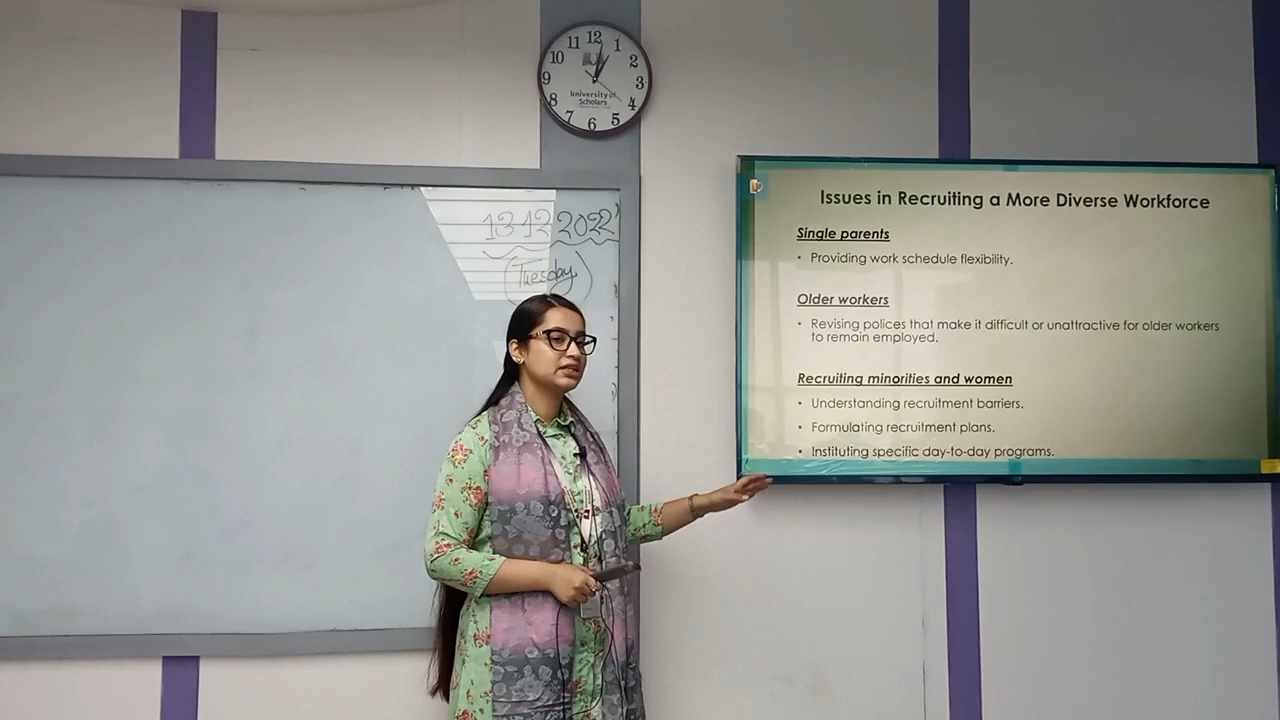 12
11
1
10
2
9
3
University of
Scholars
8
4
7
5
6
13 12 2022
(Tuesday)
Issues in Recruiting a More Diverse Workforce
Single parents
• Providing work schedule flexibility.
Older workers
• Revising polices that make it difficult or unattractive for older workers
to remain employed.
Recruiting minorities and women
• Understanding recruitment barriers.
• Formulating recruitment plans.
• Instituting specific day-to-day programs.